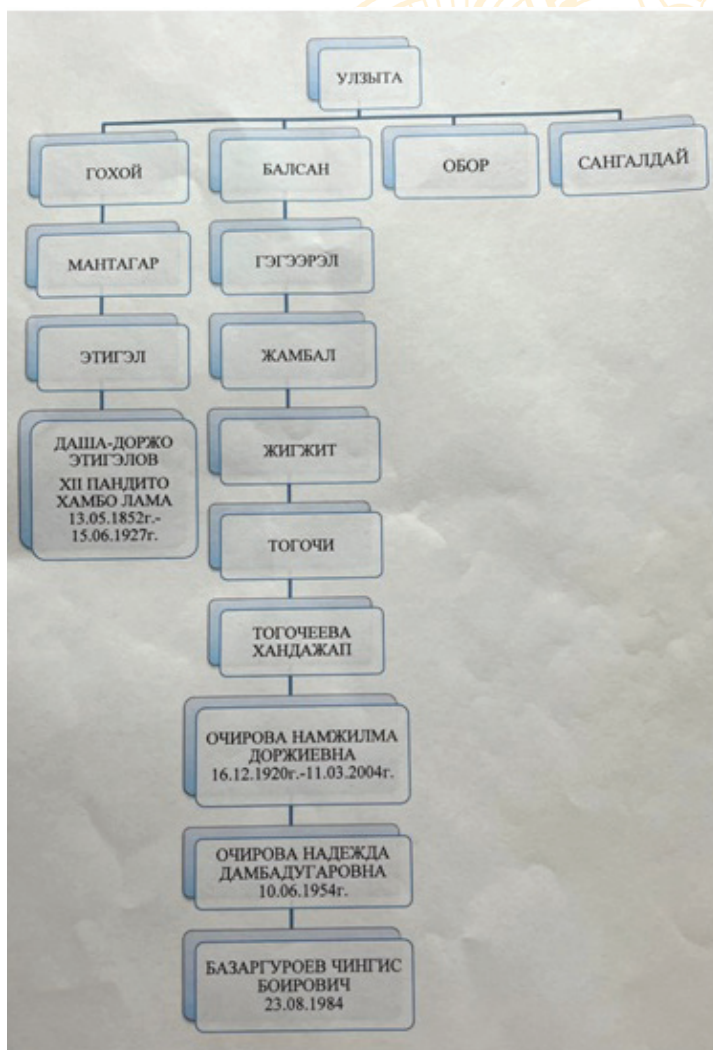 УЛЗЫТА
ГОХОЙ
БАЛСАН
ОБОР
САНГАЛДАЙ
МАНТАГАР
ГЭГЭЭРЭЛ
ЭТИГЭЛ
ЖАМБАЛ
ДАША-ДОРЖО
ЭТИГЭЛОВ
XII ПАНДИТО
ХАМБО ЛАМА
13.05.1852г.-
15.06.1927г.
ЖИГЖИТ
ТОГОЧИ
ТОГОЧЕЕВА
ХАНДАЖАП
ОЧИРОВА НАМЖИЛМА
ДОРЖИЕВНА
16.12.1920г.-11.03.2004г.
ОЧИРОВА НАДЕЖДА
ДАМБАДУГАРОВНА
10.06.1954г.
БАЗАРГУРОЕВ ЧИНГИС
БОИРОВИЧ
23.08.1984